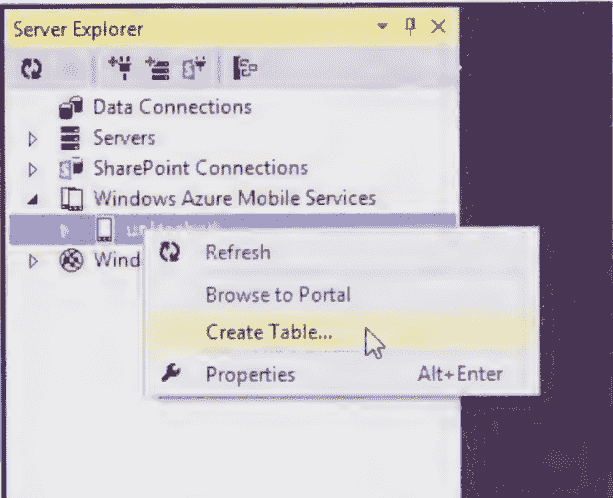 Server Explorer
Data Connections
Servers
SharePoint Connections
Windows Azure Mobile Services
Wind
Refresh
Browse to Portal
Create Table...
Properties Alt+Enter